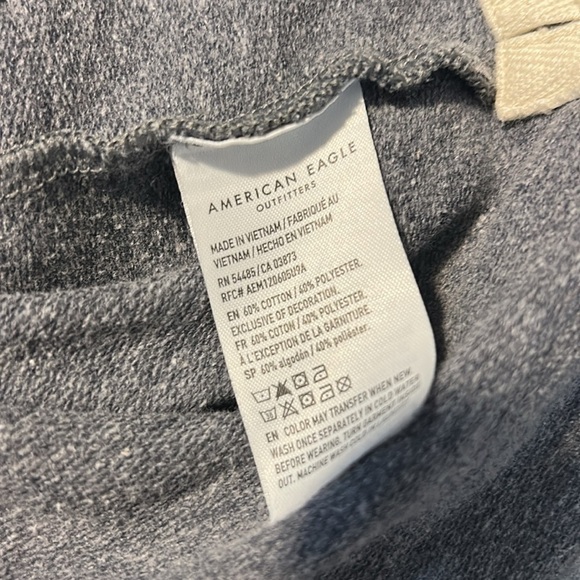 AMERICAN EAGLE
OUTFITTERS
MADE IN VIETNAM / FABRIQUÉ AU
VIETNAM / HECHO EN VIETNAM
RN 54485 / CA 03873
RFC# AEM120605U9A
EN 60% COTTON / 40% POLYESTER.
EXCLUSIVE OF DECORATION.
FR 60% COTON / 40% POLYESTER.
À L'EXCEPTION DE LA GARNITURE.
SP 60% algodón / 40% poliéster.
EN COLOR MAY TRANSFER WHEN NEW.
WASH ONCE SEPARATELY IN COLD WATER
BEFORE WEARING. TURN GARMENT INSIDE
OUT. MACHINE WASH COLD